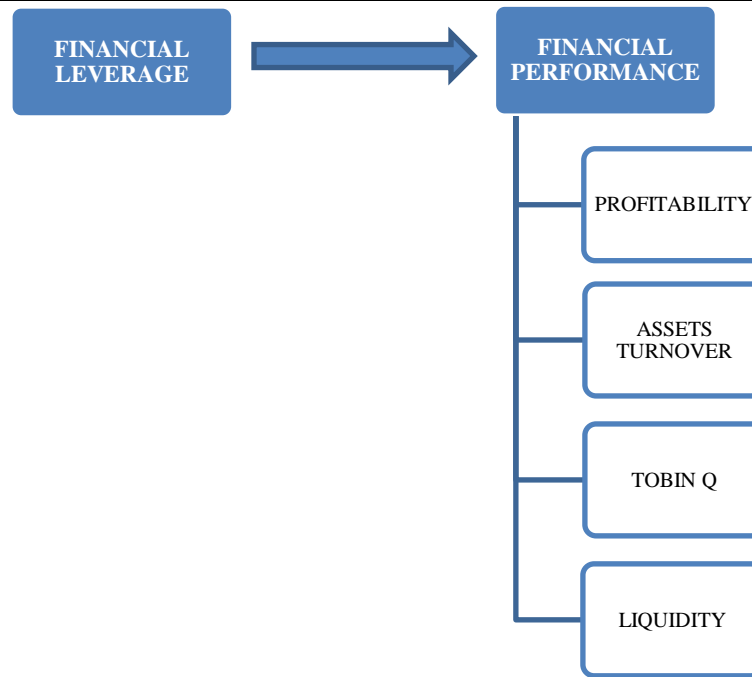 FINANCIAL
LEVERAGE
FINANCIAL
PERFORMANCE
PROFITABILITY
ASSETS
TURNOVER
TOBIN Q
LIQUIDITY